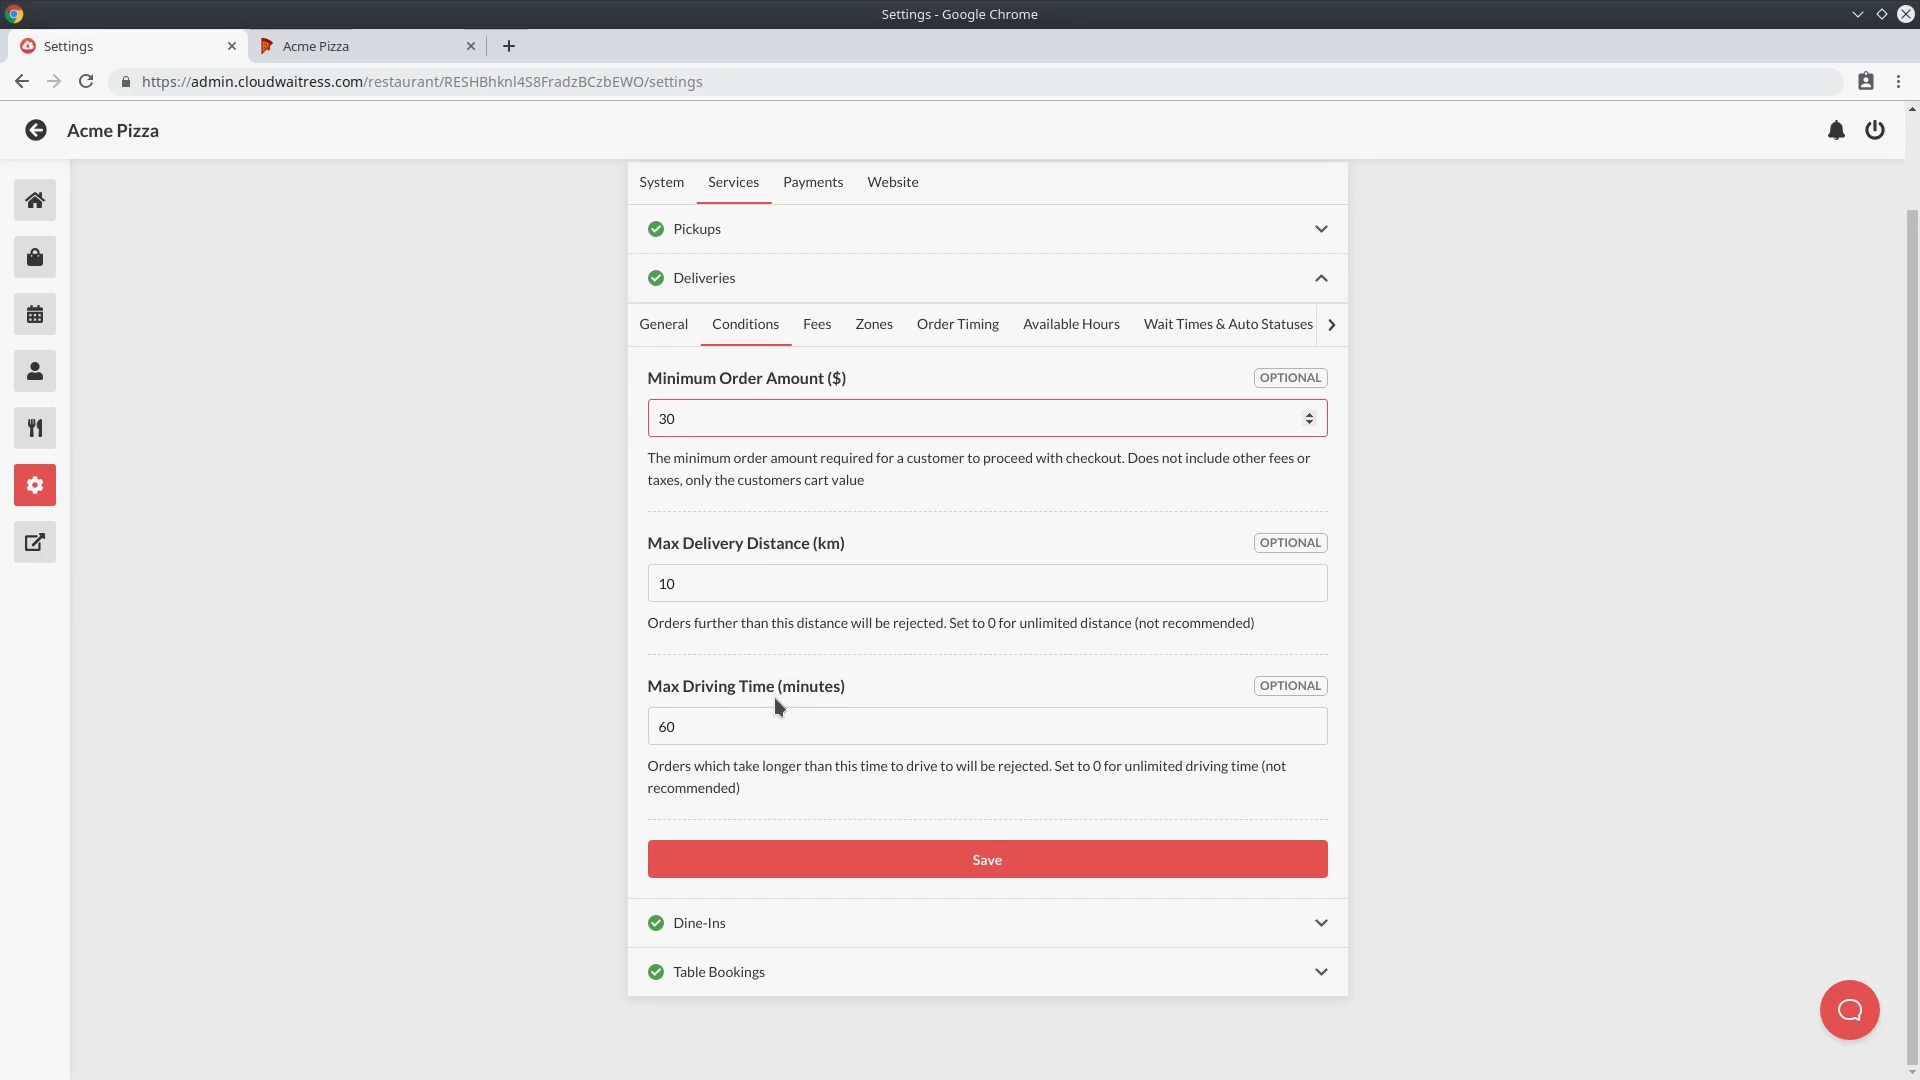 Settings - Google Chrome
Settings
Acme Pizza
https://admin.cloudwaitress.com/restaurant/RESHBhknl4S8FradzBCzbEWO/settings
Acme Pizza
System Services Payments Website
Pickups
Deliveries
General Conditions Fees Zones Order Timing Available Hours Wait Times & Auto Statuses
Minimum Order Amount ($) OPTIONAL
30
The minimum order amount required for a customer to proceed with checkout. Does not include other fees or
taxes, only the customers cart value
Max Delivery Distance (km) OPTIONAL
10
Orders further than this distance will be rejected. Set to 0 for unlimited distance (not recommended)
Max Driving Time (minutes) OPTIONAL
60
Orders which take longer than this time to drive to will be rejected. Set to 0 for unlimited driving time (not
recommended)
Save
Dine-Ins
Table Bookings